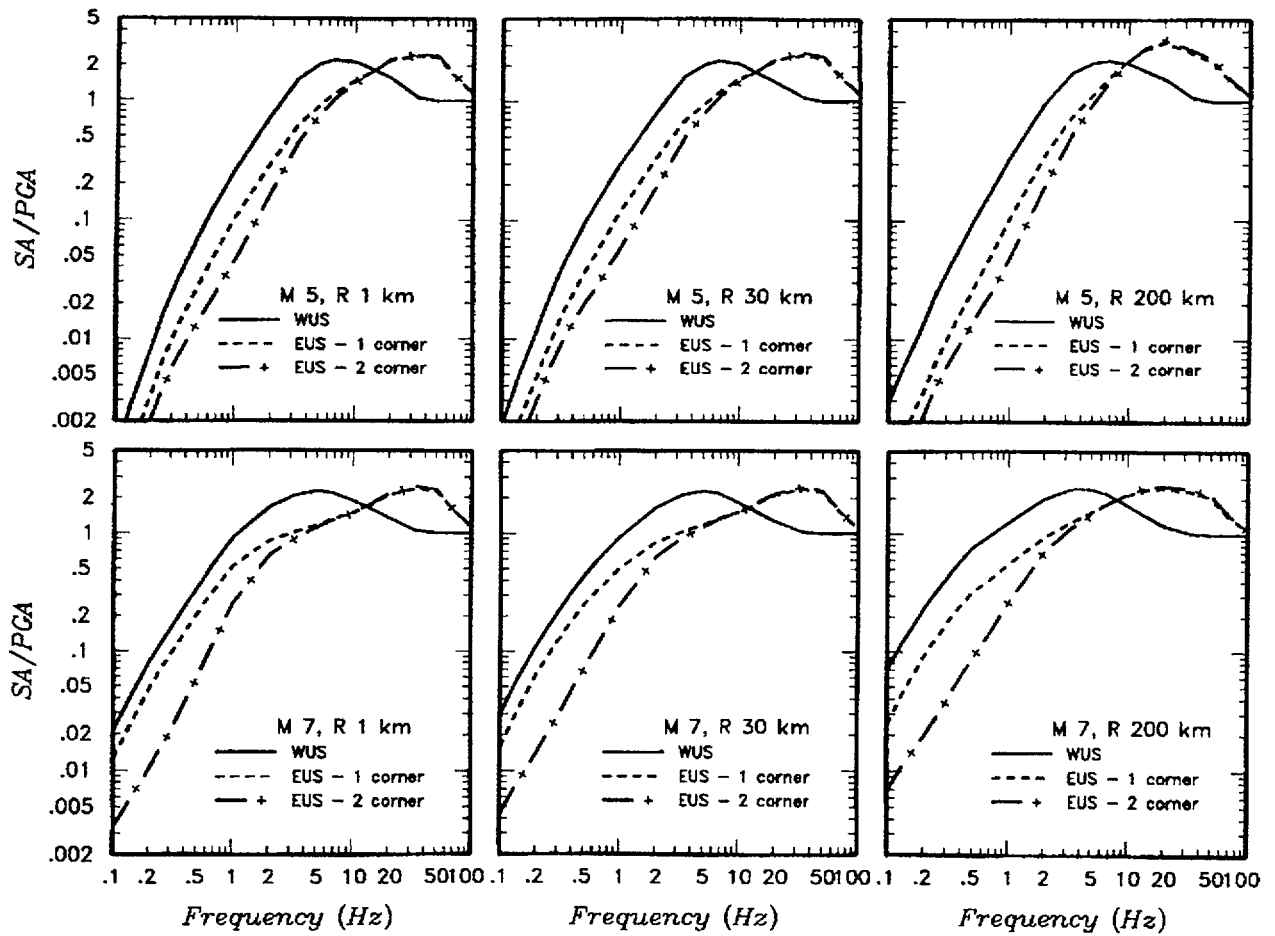 5
2
1
.5
.2
.1
.05
.02
.01
.005
.002
SA/PGA
M 5, R 1 km
WUS
EUS – 1 corner
EUS – 2 corner
M 5, R 30 km
WUS
EUS – 1 corner
EUS – 2 corner
M 5, R 200 km
WUS
EUS – 1 corner
EUS – 2 corner
5
2
1
.5
.2
.1
.05
.02
.01
.005
.002
SA/PGA
M 7, R 1 km
WUS
EUS – 1 corner
EUS – 2 corner
M 7, R 30 km
WUS
EUS – 1 corner
EUS – 2 corner
M 7, R 200 km
WUS
EUS – 1 corner
EUS – 2 corner
.1 .2 .5 1 2 5 10 20 50100 .1 .2 .5 1 2 5 10 20 50100 .1 .2 .5 1 2 5 10 20 50100
Frequency (Hz) Frequency (Hz) Frequency (Hz)